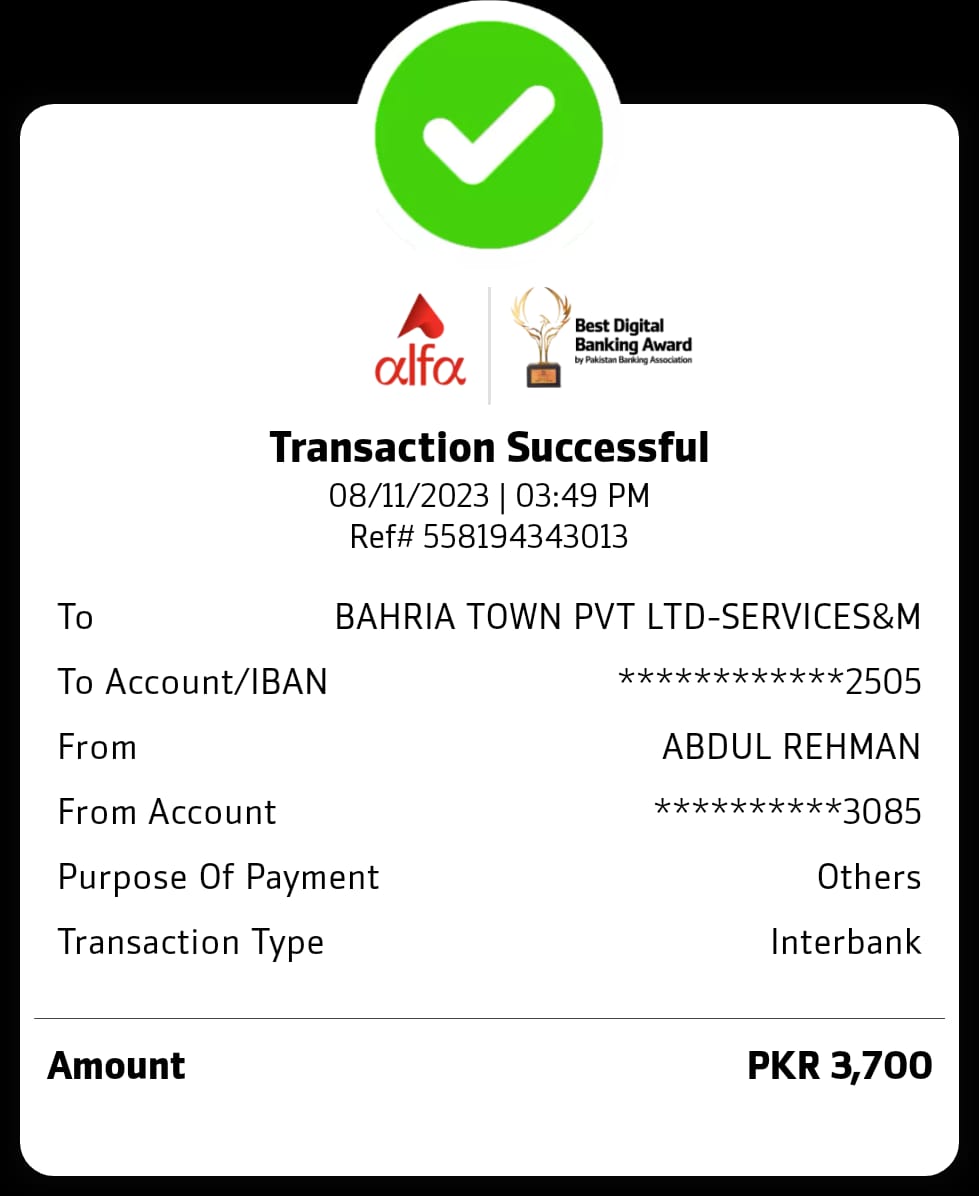 alfa
Best Digital
Banking Award
by Pakistan Banking Association
Transaction Successful
08/11/2023 | 03:49 PM
Ref# 558194343013
To BAHRIA TOWN PVT LTD-SERVICES&M
To Account/IBAN ************2505
From ABDUL REHMAN
From Account **********3085
Purpose Of Payment Others
Transaction Type Interbank
Amount PKR 3,700